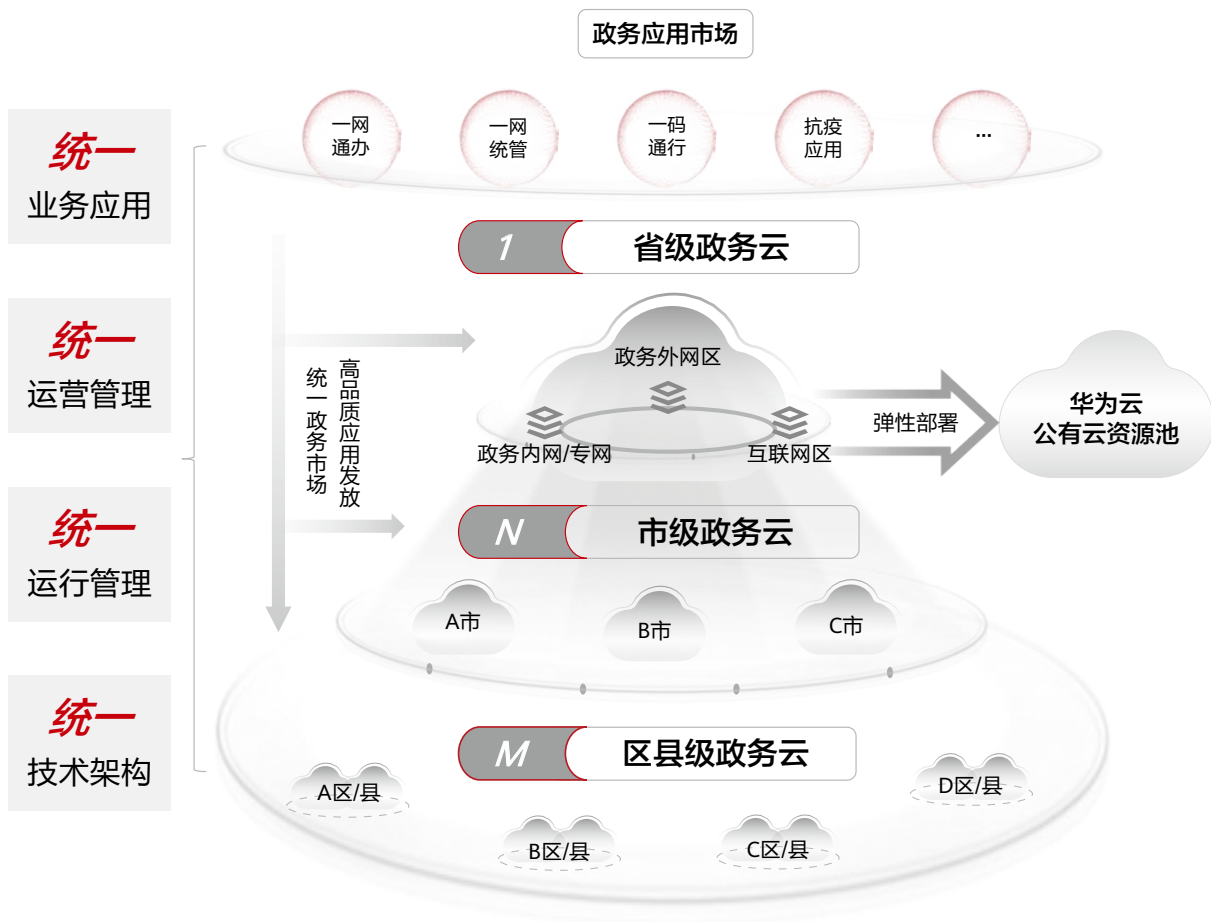 政务应用市场
一网
通办
一网
统管
一码
通行
抗疫
应用
...
统一
业务应用
统一
运营管理
统一
运行管理
统一
技术架构
1
省级政务云
高品质应用发放
统一政务市场
政务外网区
政务内网/专网
互联网区
弹性部署
华为云
公有云资源池
N
市级政务云
A市
B市
C市
M
区县级政务云
A区/县
B区/县
C区/县
D区/县